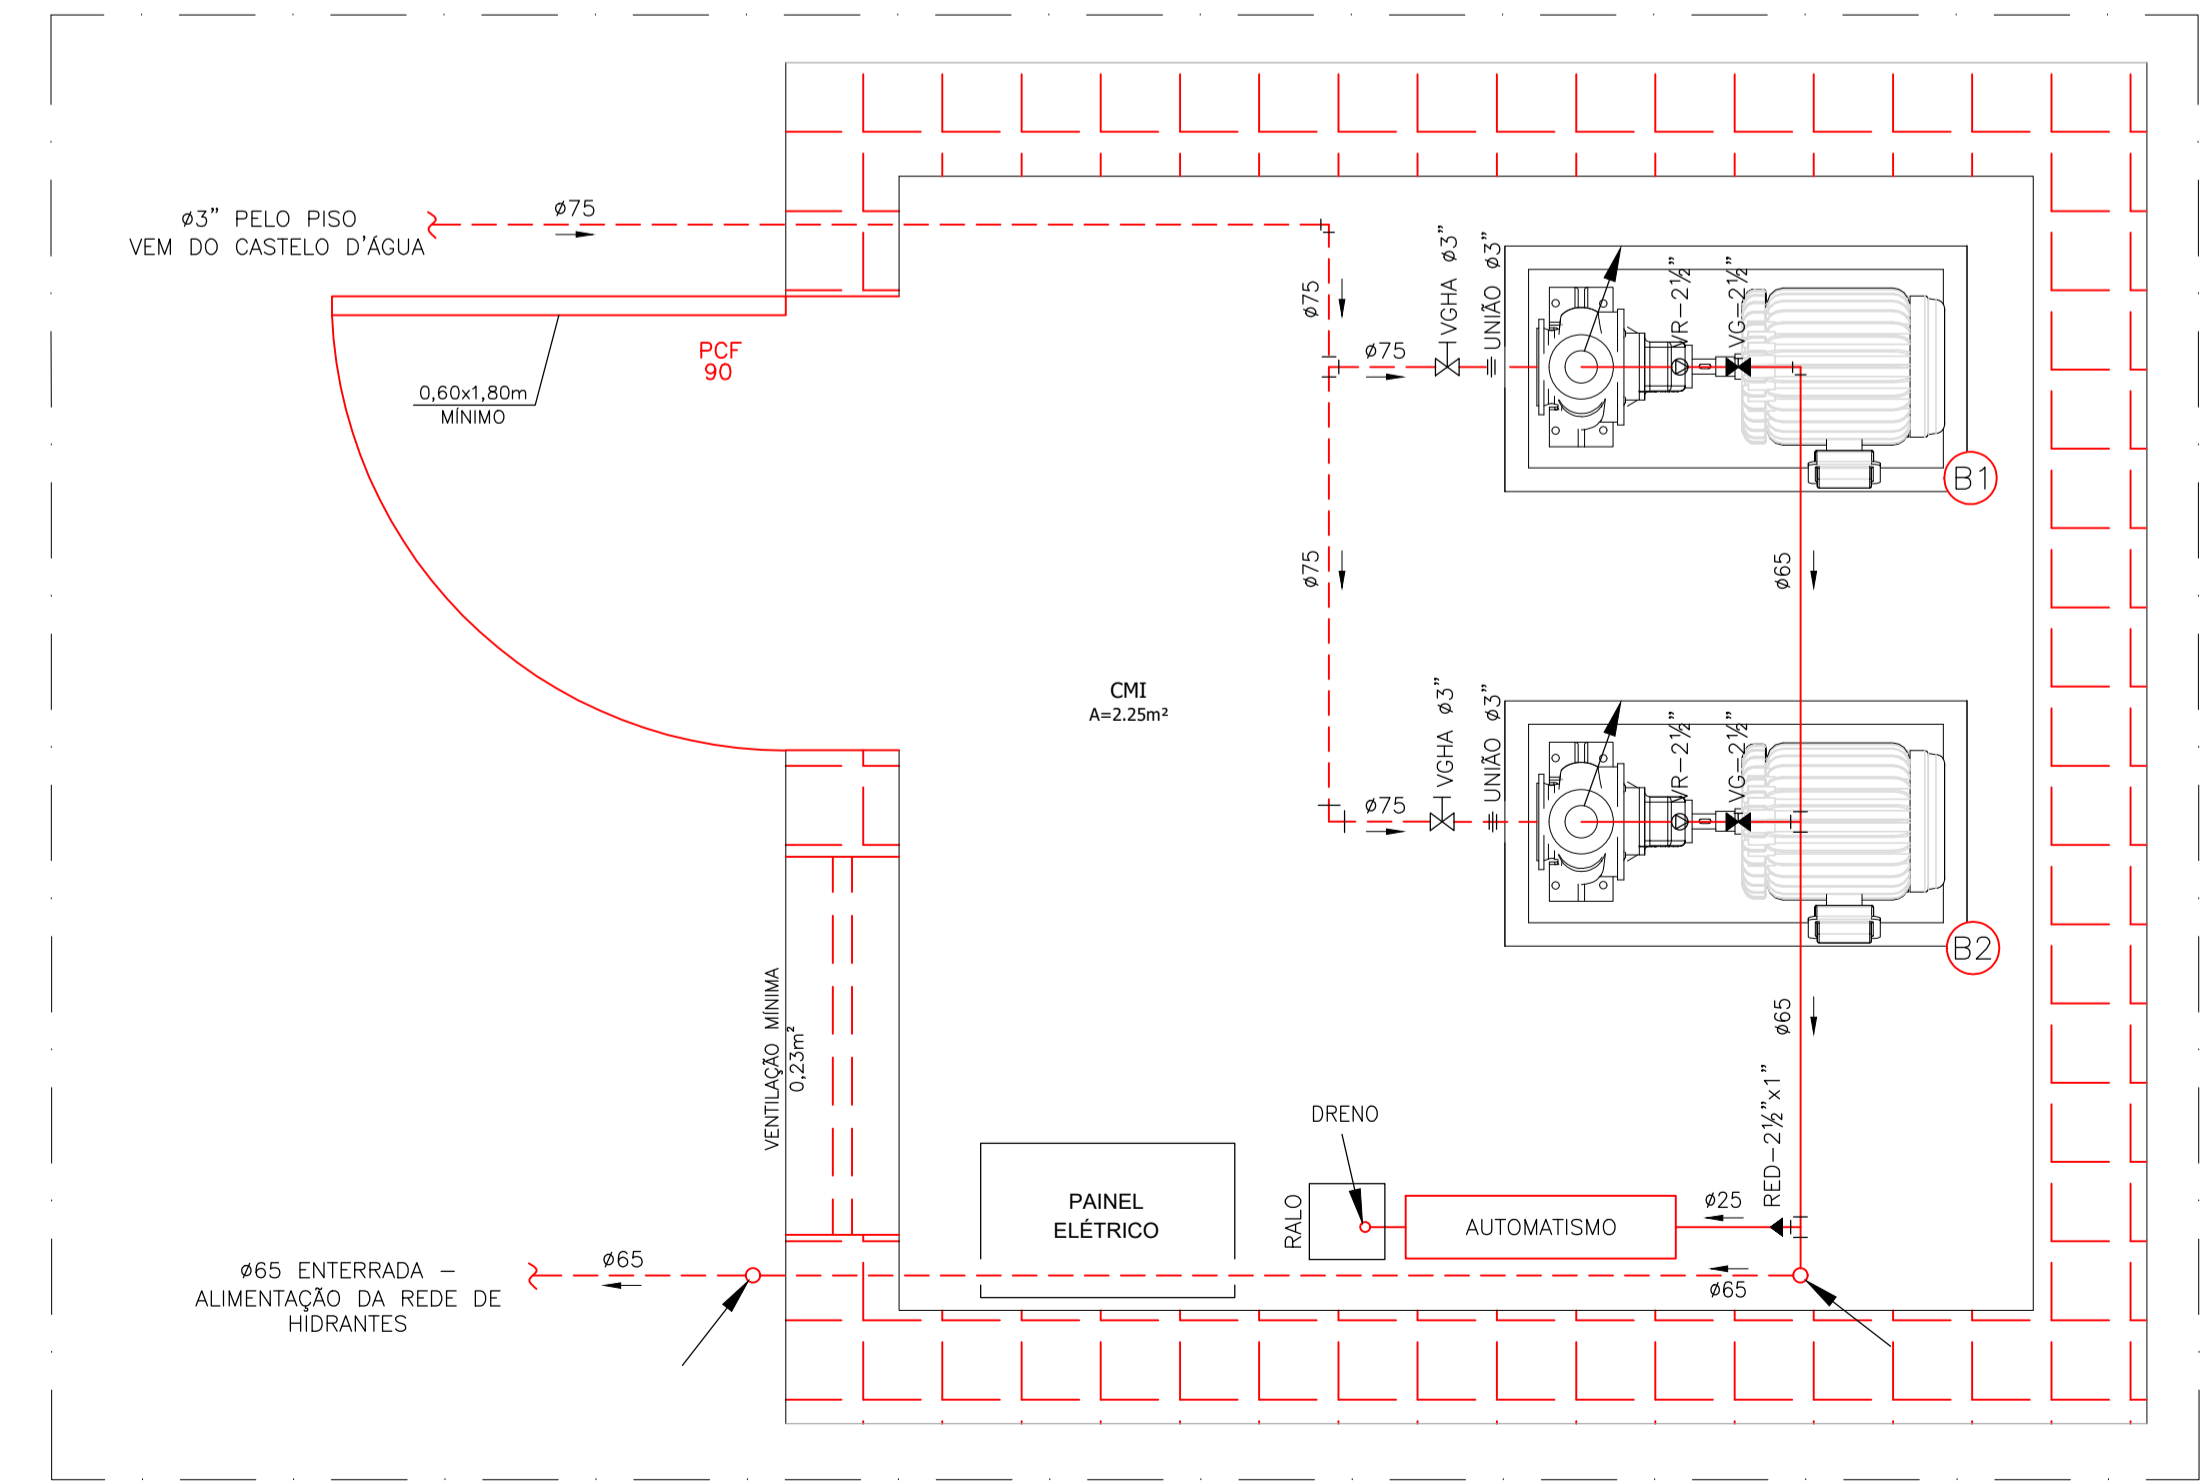 ø3" PELO PISO
VEM DO CASTELO D'ÁGUA
ø75
PCF
90
0,60x1,80m
MÍNIMO
ø75
ø75
VGHA ø3"
UNIÃO ø3"
VR-2½"
VG-2½"
B1
ø75
ø65
CMI
A=2.25m²
ø75
VGHA ø3"
UNIÃO ø3"
VR-2½"
VG-2½"
B2
ø65
VENTILAÇÃO MÍNIMA
0,23m²
RED-2½"x1"
DRENO
RALO
PAINEL
ELÉTRICO
AUTOMATISMO
ø25
ø65
ø65
ø65 ENTERRADA –
ALIMENTAÇÃO DA REDE DE
HIDRANTES